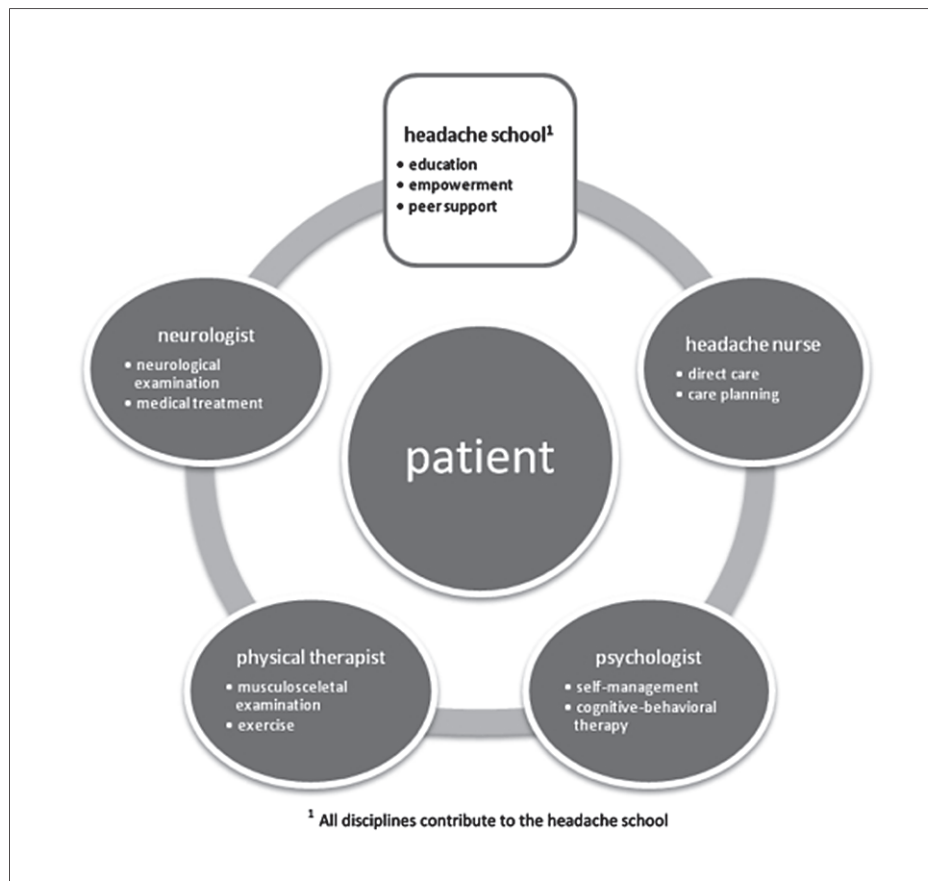 headache school¹
• education
• empowerment
• peer support
neurologist
• neurological
examination
• medical treatment
headache nurse
• direct care
• care planning
patient
physical therapist
• musculosceletal
examination
• exercise
psychologist
• self-management
• cognitive-behavioral
therapy
¹ All disciplines contribute to the headache school